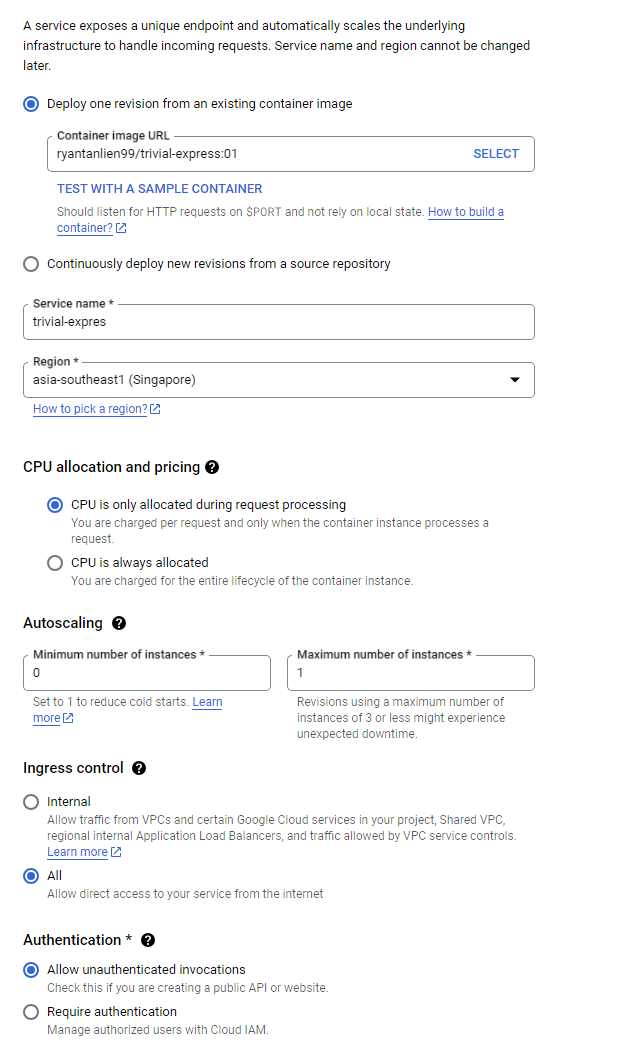 A service exposes a unique endpoint and automatically scales the underlying
infrastructure to handle incoming requests. Service name and region cannot be changed
later.
Deploy one revision from an existing container image
Container image URL
ryantanlien99/trivial-express:01 SELECT
TEST WITH A SAMPLE CONTAINER
Should listen for HTTP requests on $PORT and not rely on local state. How to build a
container?
Continuously deploy new revisions from a source repository
Service name *
trivial-expres
Region *
asia-southeast1 (Singapore)
How to pick a region?
CPU allocation and pricing ?
CPU is only allocated during request processing
You are charged per request and only when the container instance processes a
request.
CPU is always allocated
You are charged for the entire lifecycle of the container instance.
Autoscaling ?
Minimum number of instances * Maximum number of instances *
0 1
Set to 1 to reduce cold starts. Learn
more
Revisions using a maximum number of
instances of 3 or less might experience
unexpected downtime.
Ingress control ?
Internal
Allow traffic from VPCs and certain Google Cloud services in your project, Shared VPC,
regional internal Application Load Balancers, and traffic allowed by VPC service controls.
Learn more
All
Allow direct access to your service from the internet
Authentication * ?
Allow unauthenticated invocations
Check this if you are creating a public API or website.
Require authentication
Manage authorized users with Cloud IAM.